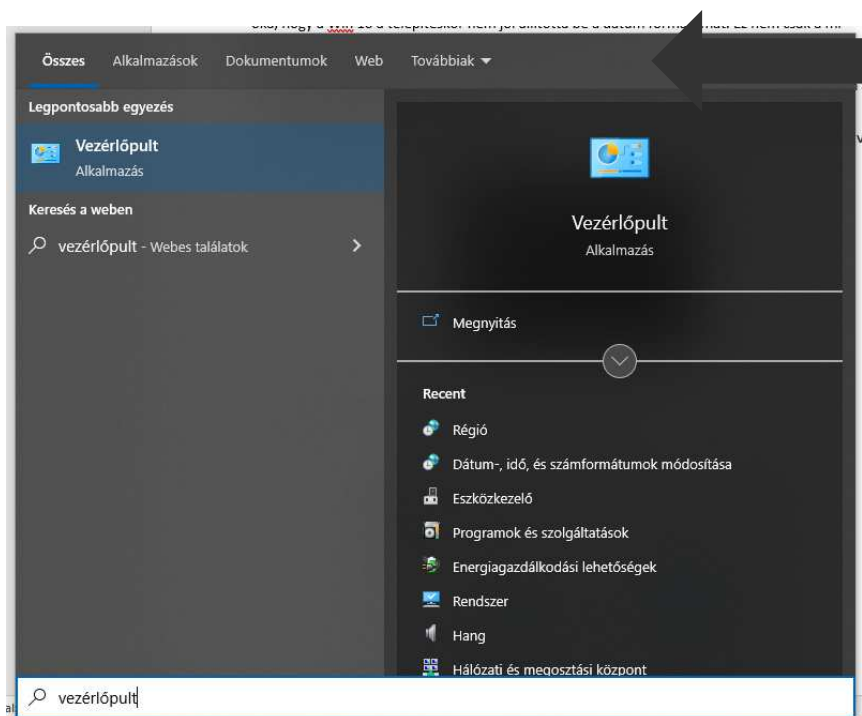 Összes Alkalmazások Dokumentumok Web Továbbiak
Legpontosabb egyezés
Vezérlőpult
Alkalmazás
Keresés a weben
vezérlőpult - Webes találatok
Vezérlőpult
Alkalmazás
Megnyitás
Recent
Régió
Dátum-, idő, és számformátumok módosítása
Eszközkezelő
Programok és szolgáltatások
Energiagazdálkodási lehetőségek
Rendszer
Hang
Hálózati és megosztási központ
vezérlőpult